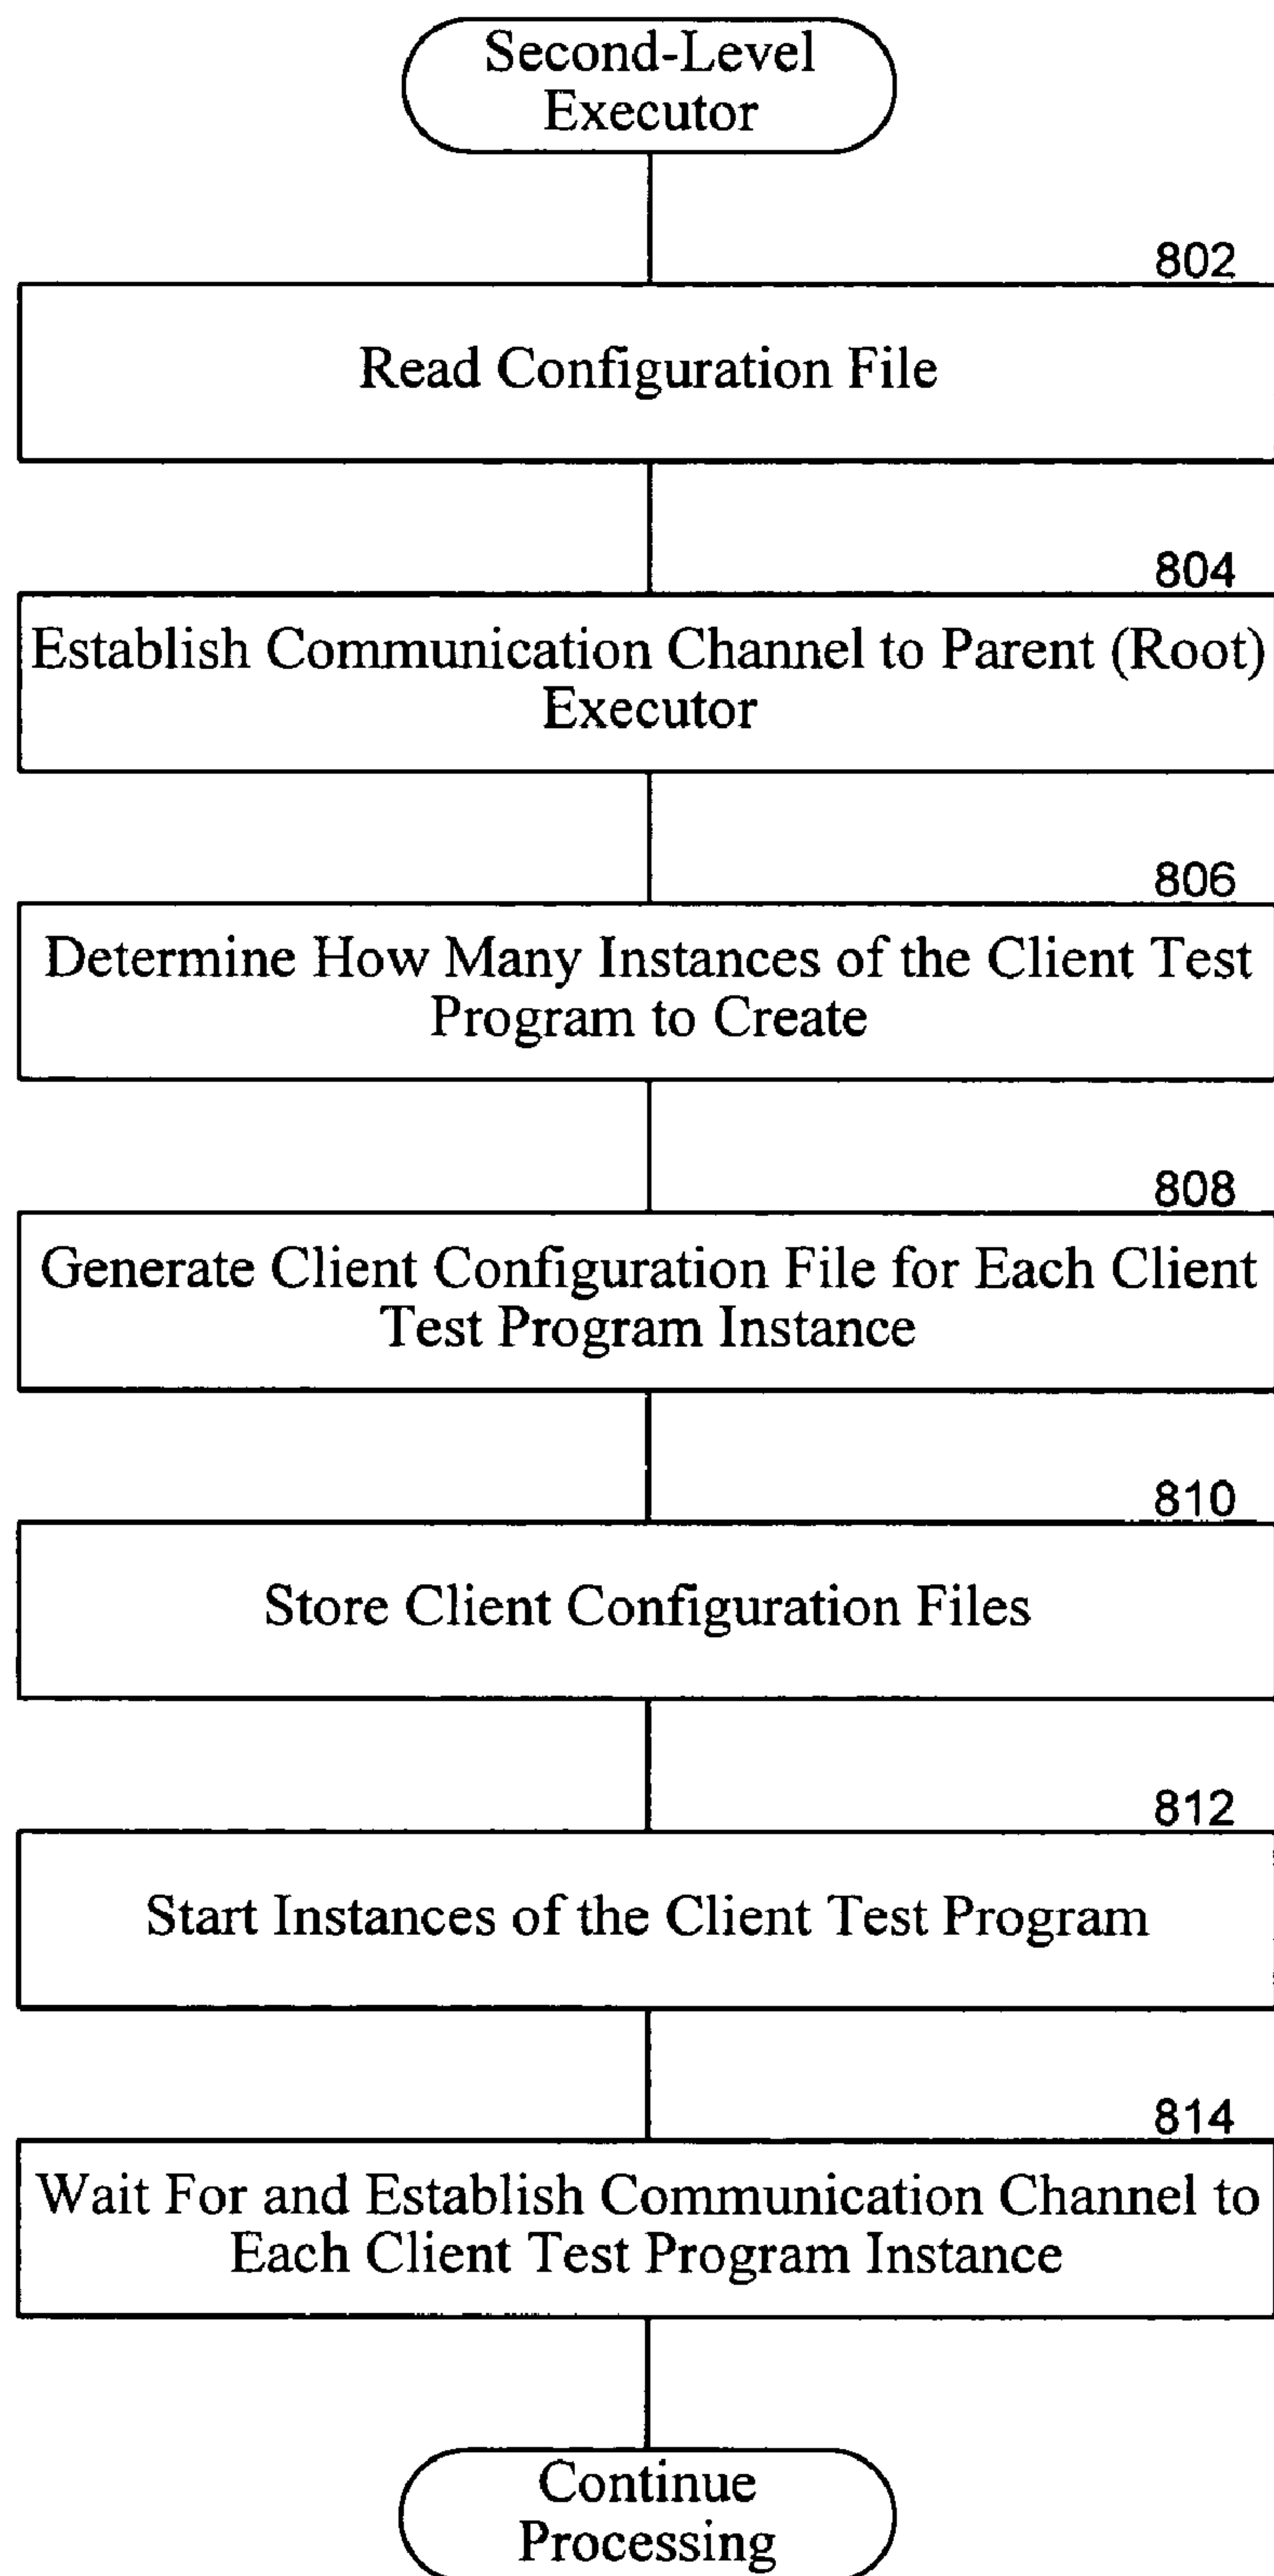 Second-Level
Executor
802
Read Configuration File
804
Establish Communication Channel to Parent (Root)
Executor
806
Determine How Many Instances of the Client Test
Program to Create
808
Generate Client Configuration File for Each Client
Test Program Instance
810
Store Client Configuration Files
812
Start Instances of the Client Test Program
814
Wait For and Establish Communication Channel to
Each Client Test Program Instance
Continue
Processing